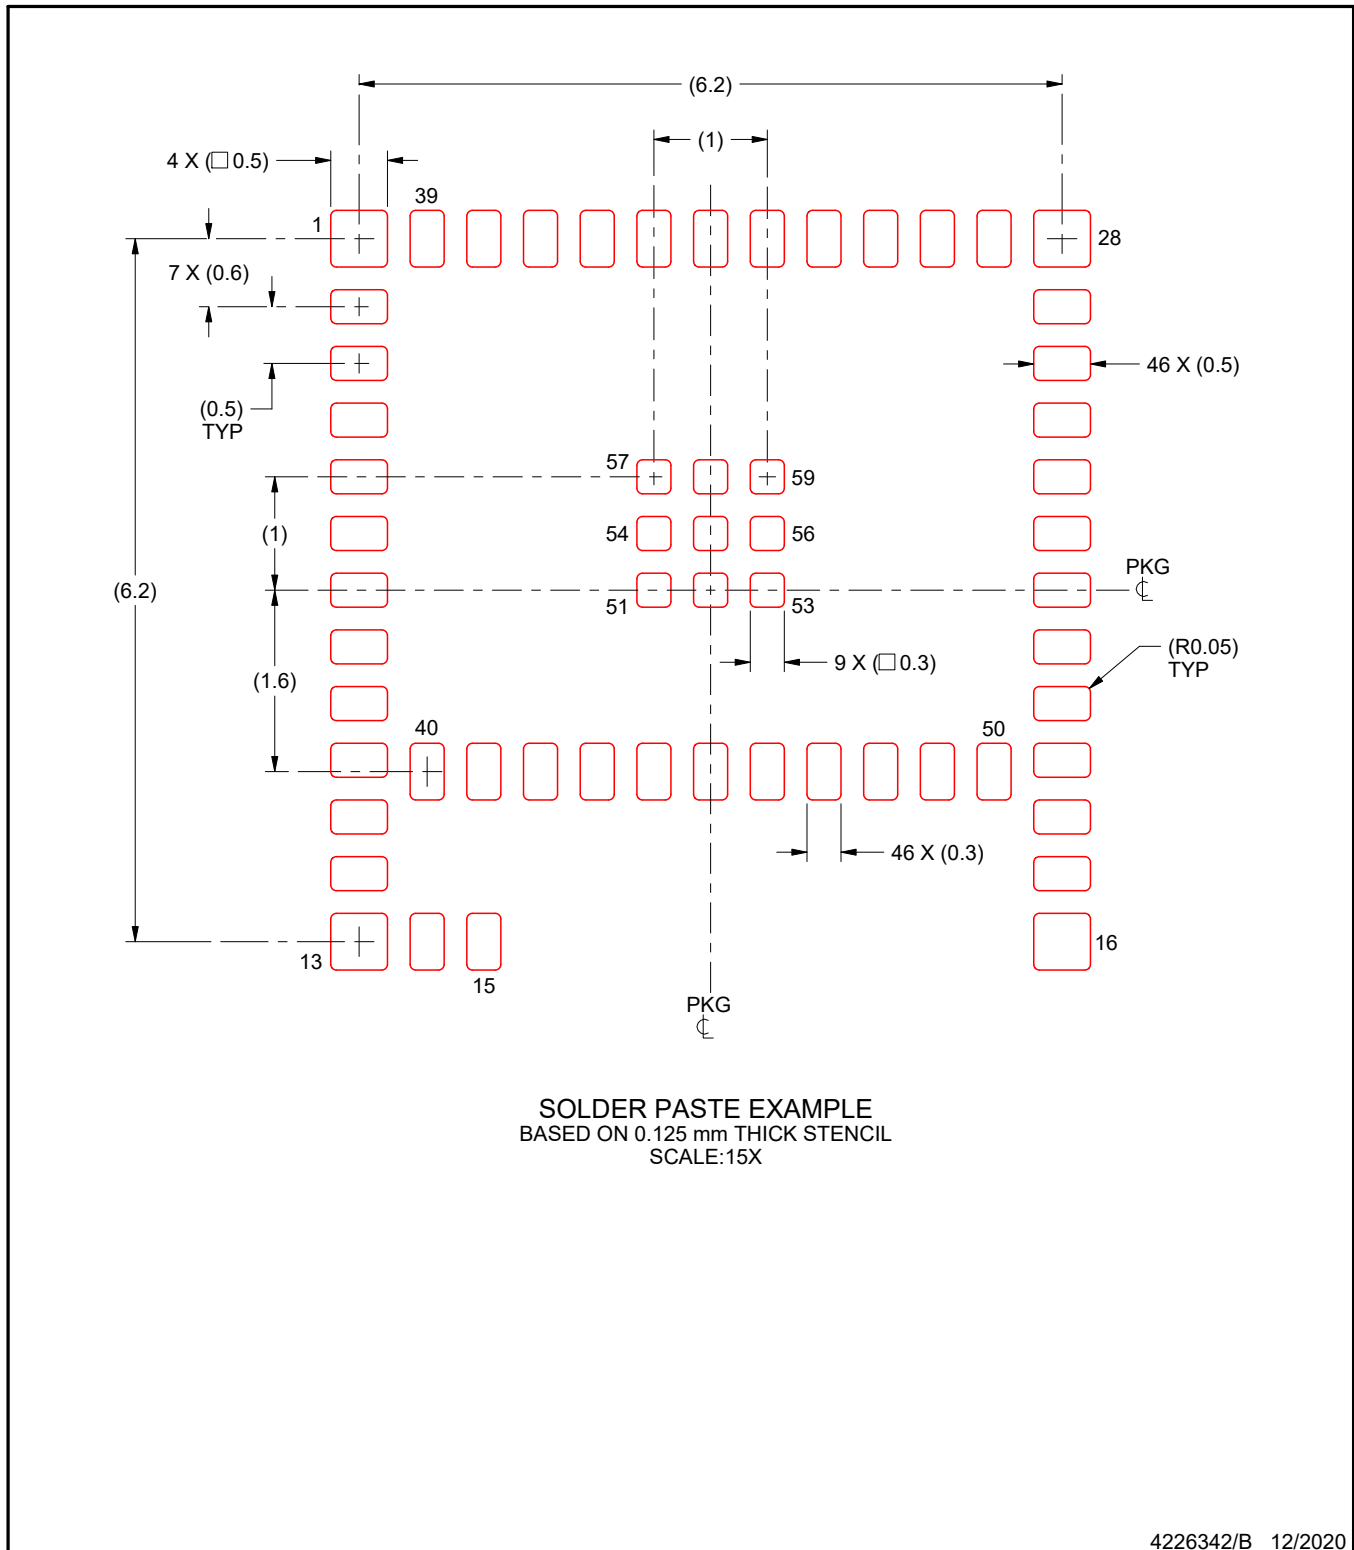 (6.2)
(1)
4 X (□ 0.5)
39
1
28
7 X (0.6)
46 X (0.5)
(0.5)
TYP
57
59
54
56
(1)
PKG
℄
(6.2)
51
53
(R0.05)
TYP
9 X (□ 0.3)
(1.6)
40
50
46 X (0.3)
13
16
15
PKG
℄
SOLDER PASTE EXAMPLE
BASED ON 0.125 mm THICK STENCIL
SCALE:15X
4226342/B 12/2020